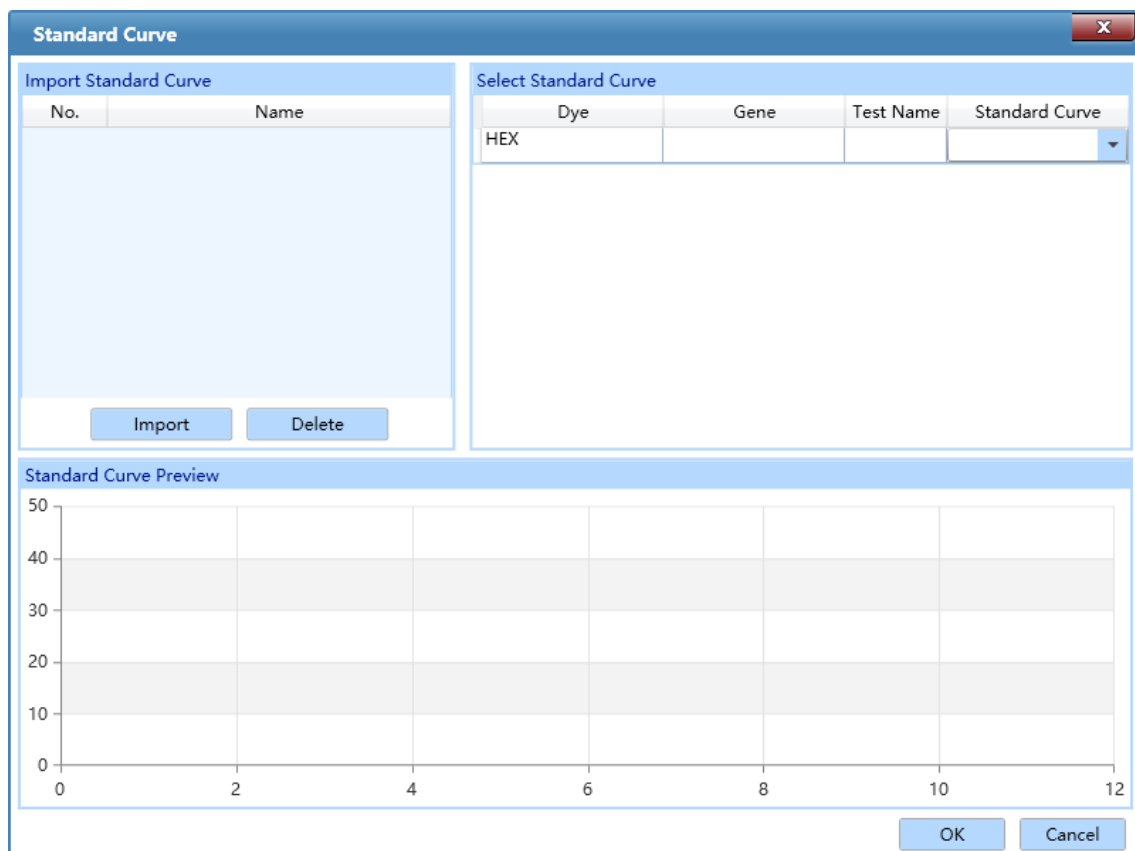 Standard Curve
x
Import Standard Curve
No. Name
Import Delete
Select Standard Curve
Dye Gene Test Name Standard Curve
HEX
Standard Curve Preview
50
40
30
20
10
0
0 2 4 6 8 10 12
OK Cancel